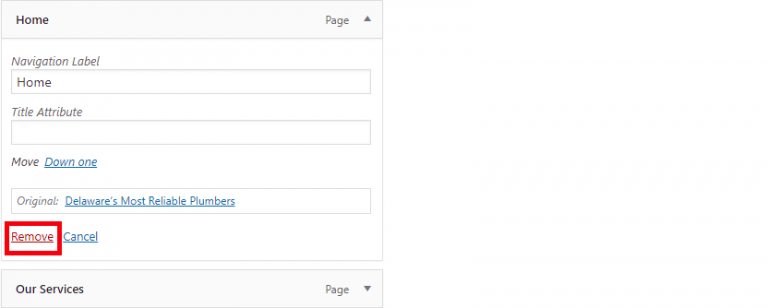 Home Page
Navigation Label
Home
Title Attribute
Move Down one
Original: Delaware's Most Reliable Plumbers
Remove Cancel
Our Services Page